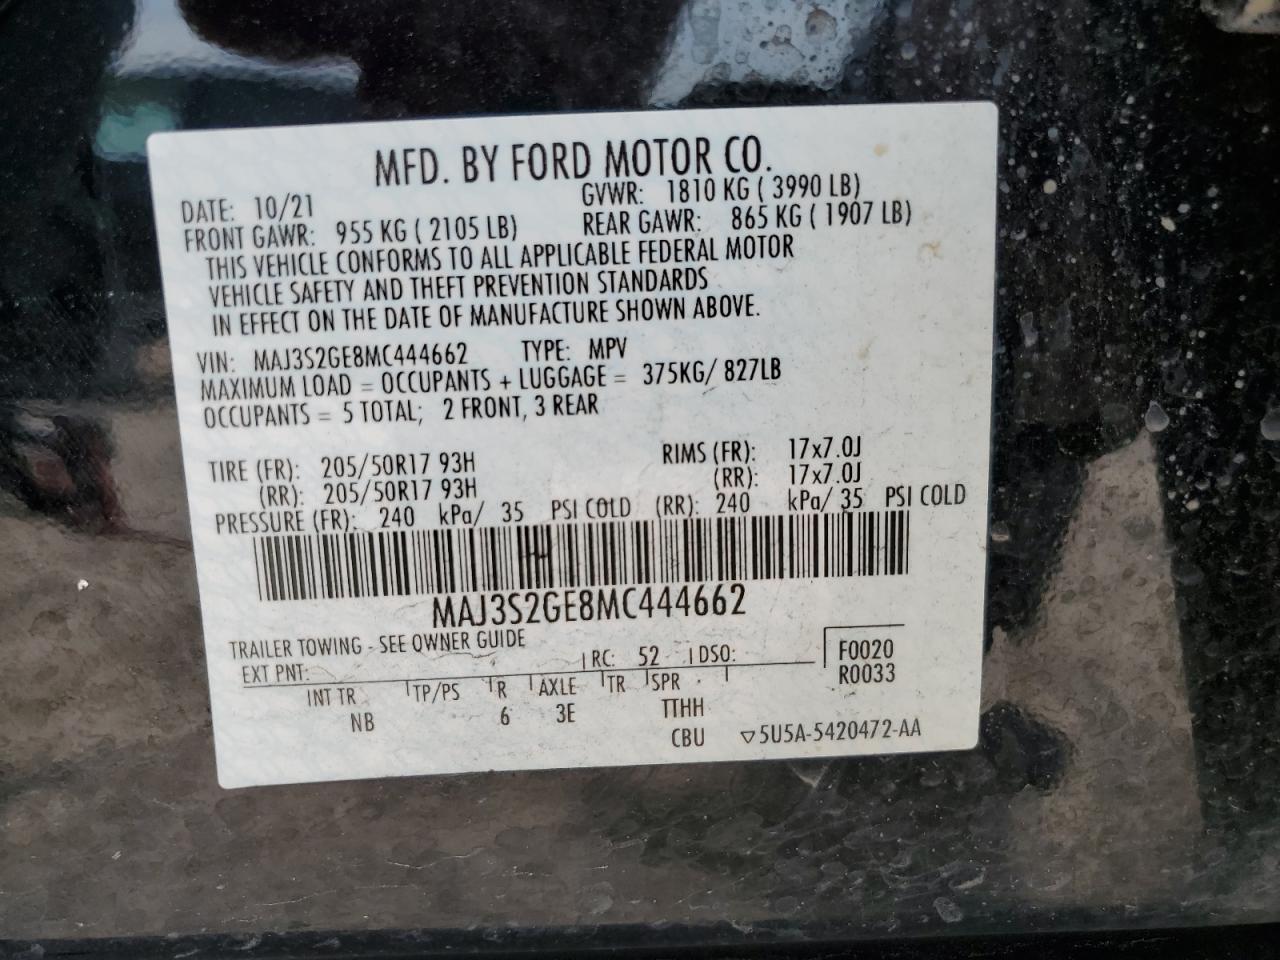 MFD. BY FORD MOTOR CO.
DATE: 10/21 GVWR: 1810 KG ( 3990 LB)
FRONT GAWR: 955 KG ( 2105 LB) REAR GAWR: 865 KG ( 1907 LB)
THIS VEHICLE CONFORMS TO ALL APPLICABLE FEDERAL MOTOR
VEHICLE SAFETY AND THEFT PREVENTION STANDARDS
IN EFFECT ON THE DATE OF MANUFACTURE SHOWN ABOVE.
VIN: MAJ3S2GE8MC444662 TYPE: MPV
MAXIMUM LOAD = OCCUPANTS + LUGGAGE = 375KG/ 827LB
OCCUPANTS = 5 TOTAL; 2 FRONT, 3 REAR
TIRE (FR): 205/50R17 93H RIMS (FR): 17x7.0J
(RR): 205/50R17 93H (RR): 17x7.0J
PRESSURE (FR): 240 kPa/ 35 PSI COLD (RR): 240 kPa/ 35 PSI COLD
MAJ3S2GE8MC444662
TRAILER TOWING - SEE OWNER GUIDE
EXT PNT: RC: 52 DSO: F0020
R0033
INT TR TP/PS R AXLE TR SPR
NB 6 3E TTHH
CBU ▽5U5A-5420472-AA